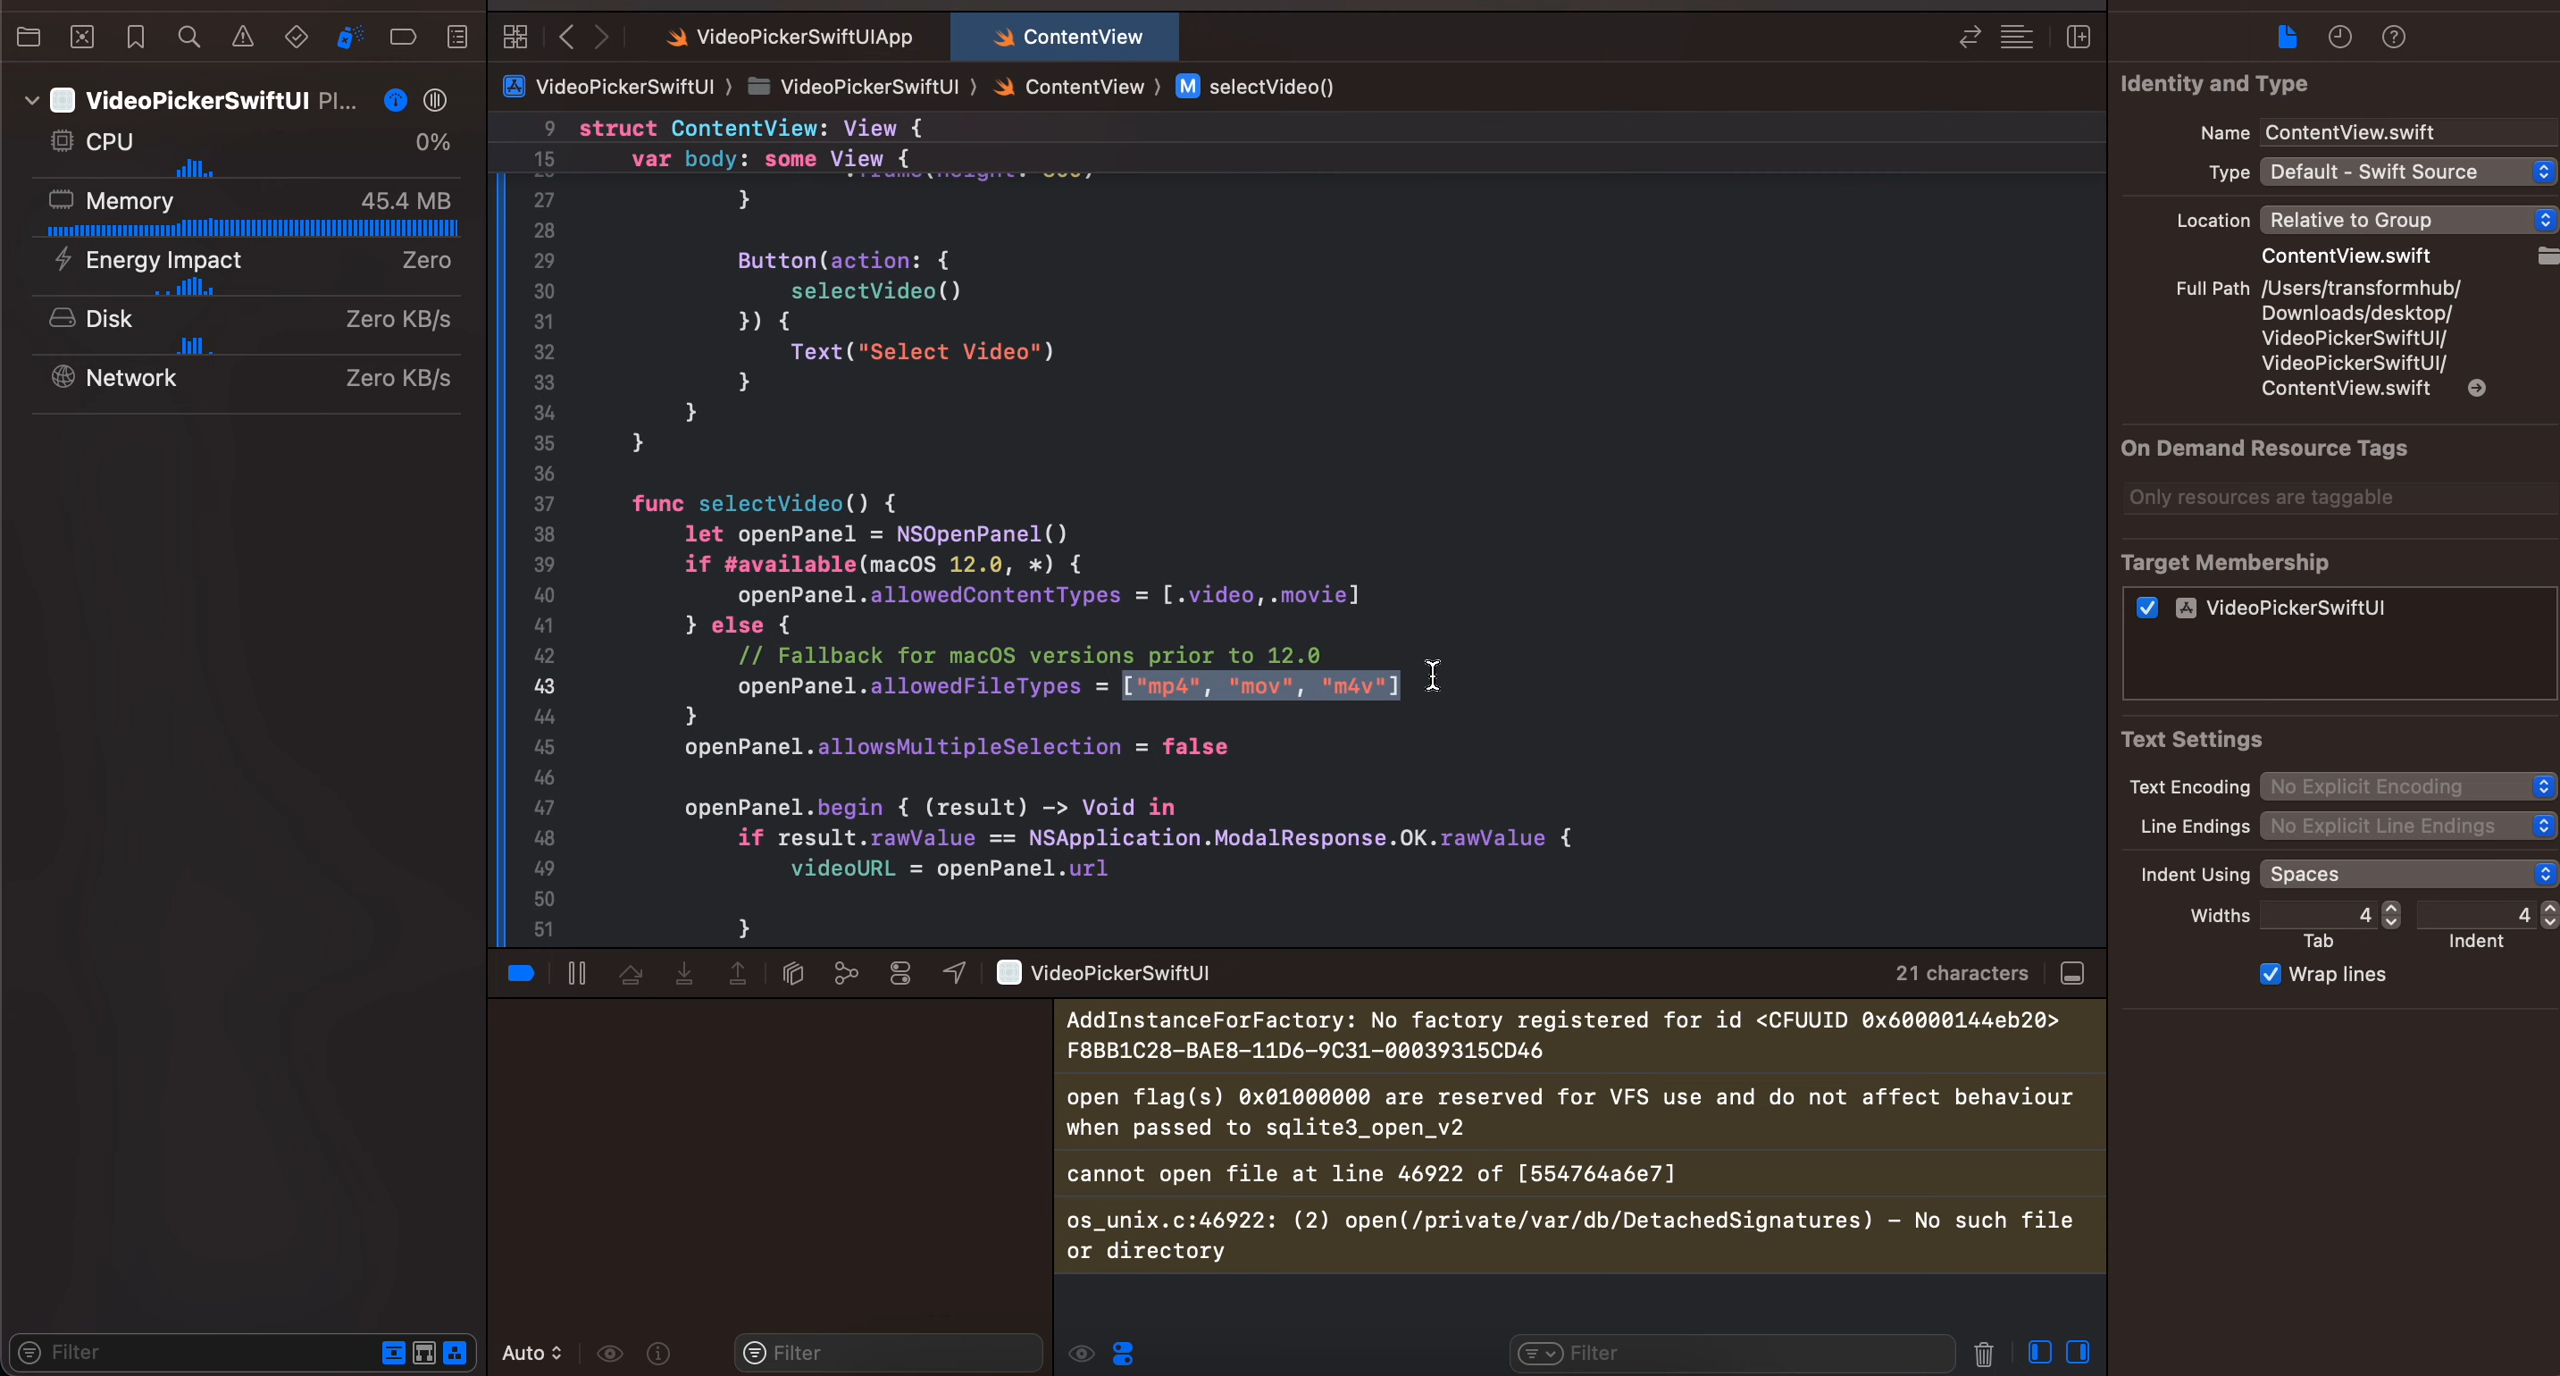 VideoPickerSwiftUI PI...
CPU 0%
Memory 45.4 MB
Energy Impact Zero
Disk Zero KB/s
Network Zero KB/s
Filter
VideoPickerSwiftUIApp
ContentView
VideoPickerSwiftUI 〉 VideoPickerSwiftUI 〉 ContentView 〉 M selectVideo()
9 struct ContentView: View {
15 var body: some View {
27 }
28
29 Button(action: {
30 selectVideo()
31 }) {
32 Text("Select Video")
33 }
34 }
35 }
36
37 func selectVideo() {
38 let openPanel = NSOpenPanel()
39 if #available(macOS 12.0, *) {
40 openPanel.allowedContentTypes = [.video,.movie]
41 } else {
42 // Fallback for macOS versions prior to 12.0
43 openPanel.allowedFileTypes = ["mp4", "mov", "m4v"]
44 }
45 openPanel.allowsMultipleSelection = false
46
47 openPanel.begin { (result) -> Void in
48 if result.rawValue == NSApplication.ModalResponse.OK.rawValue {
49 videoURL = openPanel.url
50
51 }
VideoPickerSwiftUI
21 characters
AddInstanceForFactory: No factory registered for id <CFUUID 0x60000144eb20>
F8BB1C28-BAE8-11D6-9C31-00039315CD46
open flag(s) 0x01000000 are reserved for VFS use and do not affect behaviour
when passed to sqlite3_open_v2
cannot open file at line 46922 of [554764a6e7]
os_unix.c:46922: (2) open(/private/var/db/DetachedSignatures) - No such file
or directory
Auto
Filter
Filter
Identity and Type
Name ContentView.swift
Type Default - Swift Source
Location Relative to Group
ContentView.swift
Full Path /Users/transformhub/
Downloads/desktop/
VideoPickerSwiftUI/
VideoPickerSwiftUI/
ContentView.swift
On Demand Resource Tags
Only resources are taggable
Target Membership
VideoPickerSwiftUI
Text Settings
Text Encoding No Explicit Encoding
Line Endings No Explicit Line Endings
Indent Using Spaces
Widths 4 4
Tab Indent
Wrap lines